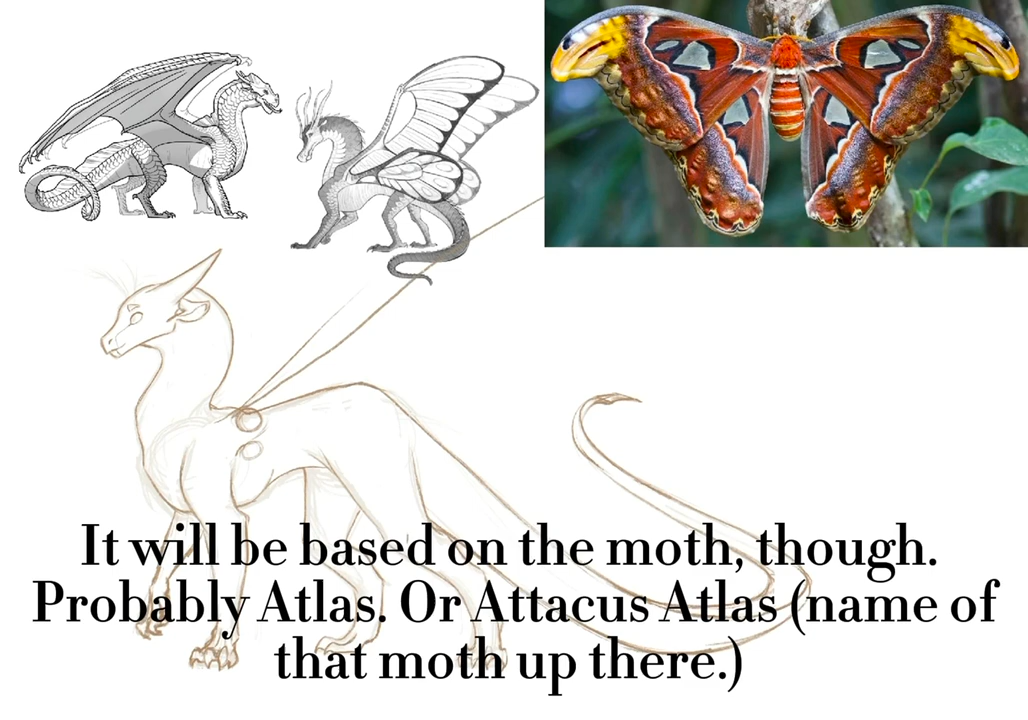 It will be based on the moth, though.
Probably Atlas. Or Attacus Atlas (name of
that moth up there.)